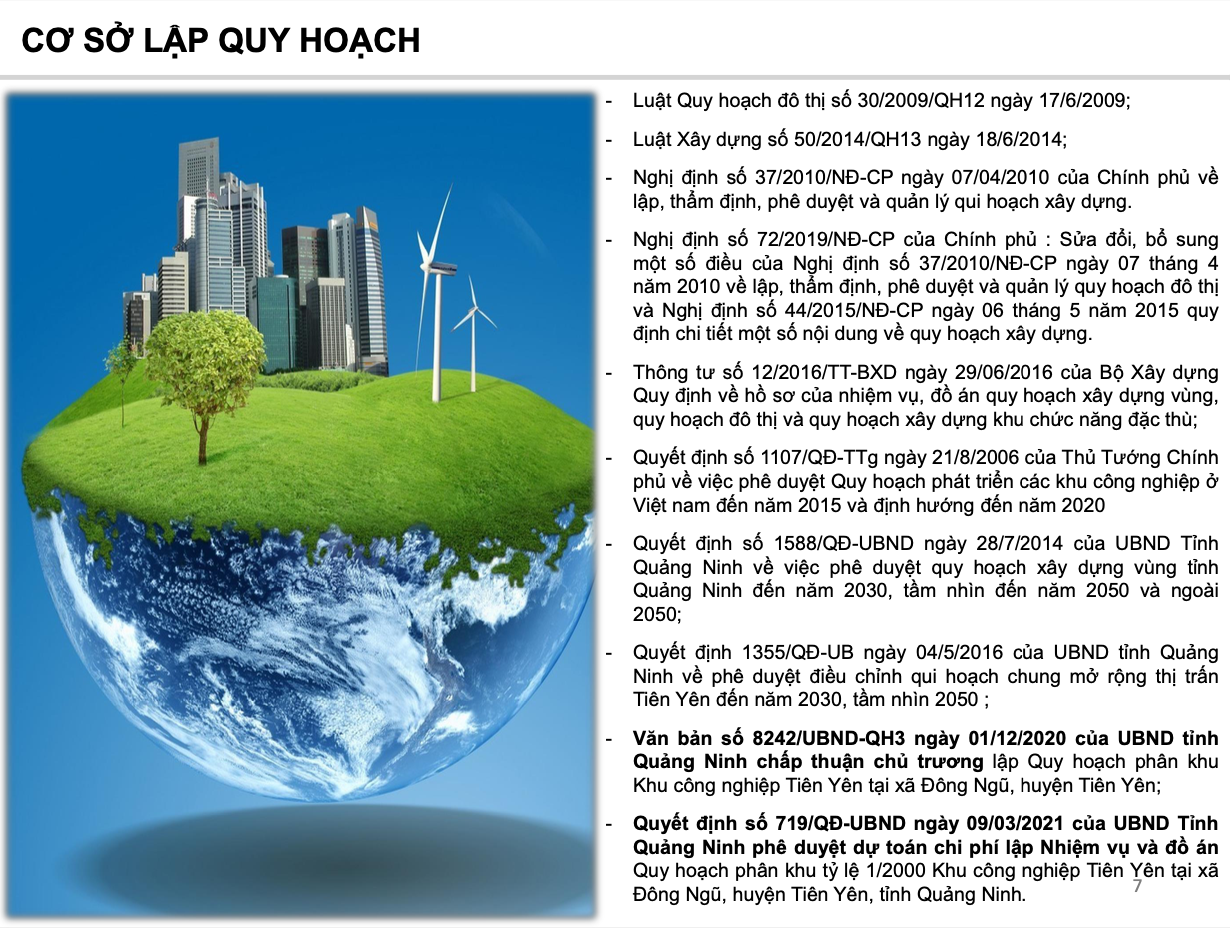 CƠ SỞ LẬP QUY HOẠCH
- Luật Quy hoạch đô thị số 30/2009/QH12 ngày 17/6/2009;
- Luật Xây dựng số 50/2014/QH13 ngày 18/6/2014;
- Nghị định số 37/2010/NĐ-CP ngày 07/04/2010 của Chính phủ về
lập, thẩm định, phê duyệt và quản lý qui hoạch xây dựng.
- Nghị định số 72/2019/NĐ-CP của Chính phủ : Sửa đổi, bổ sung
một số điều của Nghị định số 37/2010/NĐ-CP ngày 07 tháng 4
năm 2010 về lập, thẩm định, phê duyệt và quản lý quy hoạch đô thị
và Nghị định số 44/2015/NĐ-CP ngày 06 tháng 5 năm 2015 quy
định chi tiết một số nội dung về quy hoạch xây dựng.
- Thông tư số 12/2016/TT-BXD ngày 29/06/2016 của Bộ Xây dựng
Quy định về hồ sơ của nhiệm vụ, đồ án quy hoạch xây dựng vùng,
quy hoạch đô thị và quy hoạch xây dựng khu chức năng đặc thù;
- Quyết định số 1107/QĐ-TTg ngày 21/8/2006 của Thủ Tướng Chính
phủ về việc phê duyệt Quy hoạch phát triển các khu công nghiệp ở
Việt nam đến năm 2015 và định hướng đến năm 2020
- Quyết định số 1588/QĐ-UBND ngày 28/7/2014 của UBND Tỉnh
Quảng Ninh về việc phê duyệt quy hoạch xây dựng vùng tỉnh
Quảng Ninh đến năm 2030, tầm nhìn đến năm 2050 và ngoài
2050;
- Quyết định 1355/QĐ-UB ngày 04/5/2016 của UBND tỉnh Quảng
Ninh về phê duyệt điều chỉnh qui hoạch chung mở rộng thị trấn
Tiên Yên đến năm 2030, tầm nhìn 2050 ;
- Văn bản số 8242/UBND-QH3 ngày 01/12/2020 của UBND tỉnh
Quảng Ninh chấp thuận chủ trương lập Quy hoạch phân khu
Khu công nghiệp Tiên Yên tại xã Đông Ngũ, huyện Tiên Yên;
- Quyết định số 719/QĐ-UBND ngày 09/03/2021 của UBND Tỉnh
Quảng Ninh phê duyệt dự toán chi phí lập Nhiệm vụ và đồ án
Quy hoạch phân khu tỷ lệ 1/2000 Khu công nghiệp Tiên Yên tại xã
Đông Ngũ, huyện Tiên Yên, tỉnh Quảng Ninh.
7